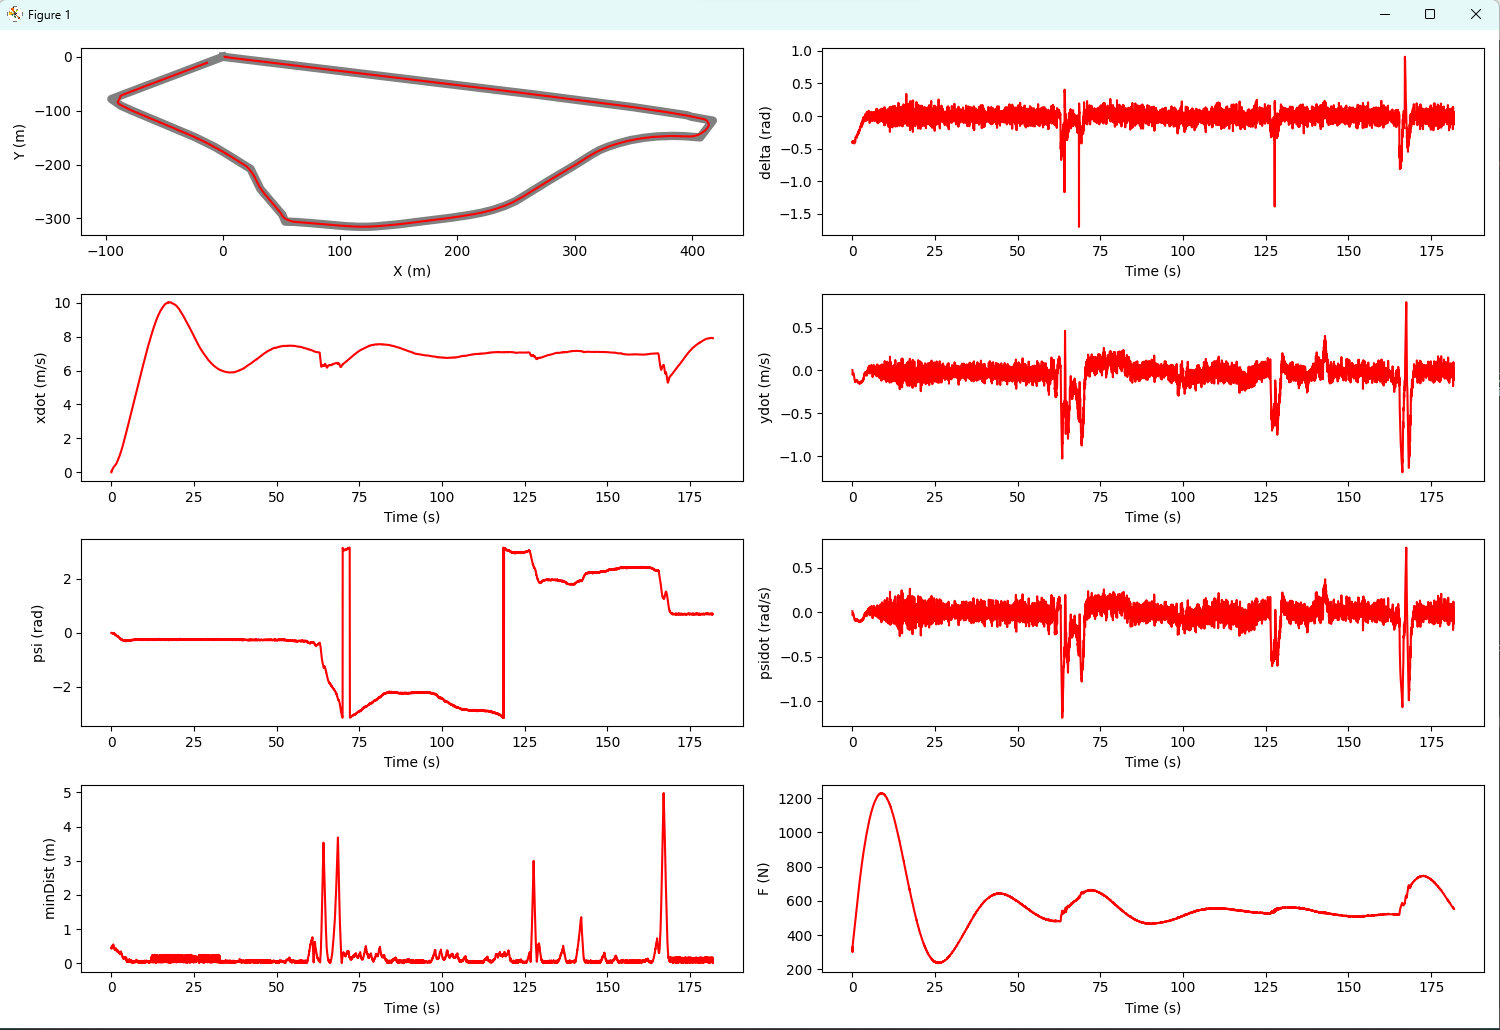 Figure 1
0
−100
−200
−300
Y (m)
−100 0 100 200 300 400
X (m)
1.0
0.5
0.0
−0.5
−1.0
−1.5
delta (rad)
0 25 50 75 100 125 150 175
Time (s)
10
8
6
4
2
0
xdot (m/s)
0 25 50 75 100 125 150 175
Time (s)
0.5
0.0
−0.5
−1.0
ydot (m/s)
0 25 50 75 100 125 150 175
Time (s)
2
0
−2
psi (rad)
0 25 50 75 100 125 150 175
Time (s)
0.5
0.0
−0.5
−1.0
psidot (rad/s)
0 25 50 75 100 125 150 175
Time (s)
5
4
3
2
1
0
minDist (m)
0 25 50 75 100 125 150 175
Time (s)
1200
1000
800
600
400
200
F (N)
0 25 50 75 100 125 150 175
Time (s)